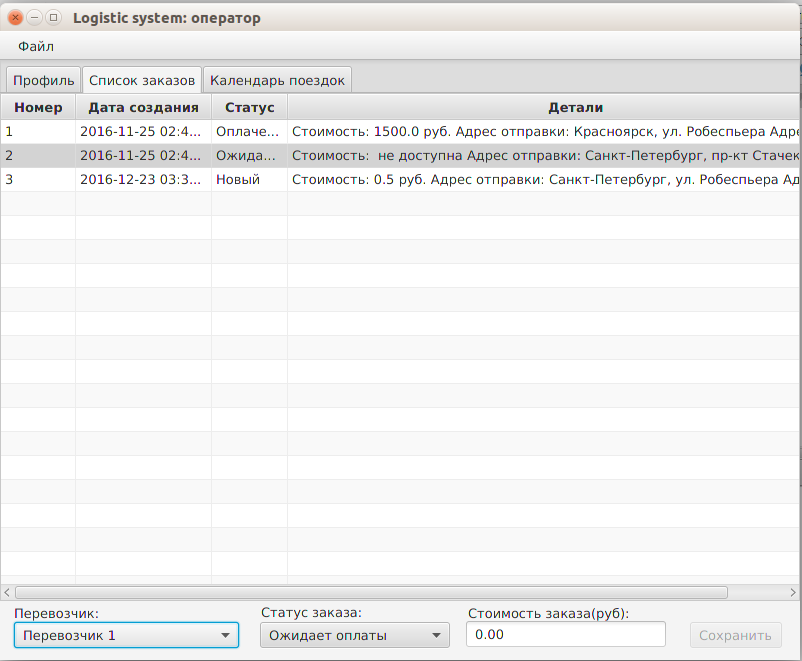 Logistic system: оператор
Файл
Профиль Список заказов Календарь поездок
Номер Дата создания Статус Детали
1 2016-11-25 02:4... Оплаче... Стоимость: 1500.0 руб. Адрес отправки: Красноярск, ул. Робеспьера Адре
2 2016-11-25 02:4... Ожида... Стоимость: не доступна Адрес отправки: Санкт-Петербург, пр-кт Стачек
3 2016-12-23 03:3... Новый Стоимость: 0.5 руб. Адрес отправки: Санкт-Петербург, ул. Робеспьера Ад
Перевозчик: Статус заказа: Стоимость заказа(руб):
Перевозчик 1 Ожидает оплаты 0.00 Сохранить